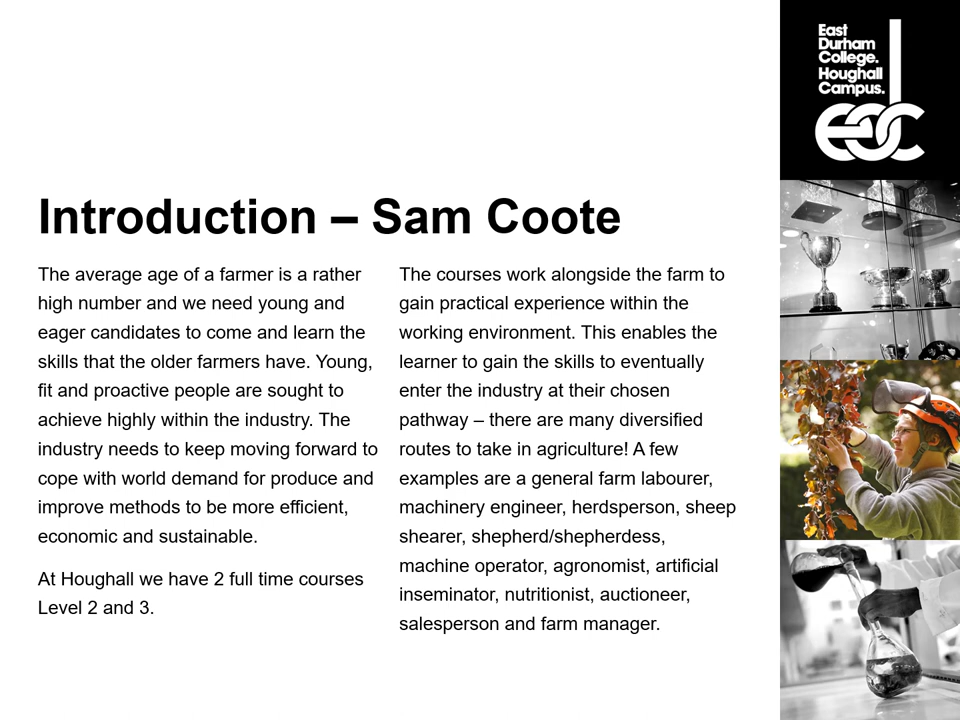 East
Durham
College.
Houghall
Campus.
edc
Introduction – Sam Coote
The average age of a farmer is a rather
high number and we need young and
eager candidates to come and learn the
skills that the older farmers have. Young,
fit and proactive people are sought to
achieve highly within the industry. The
industry needs to keep moving forward to
cope with world demand for produce and
improve methods to be more efficient,
economic and sustainable.
At Houghall we have 2 full time courses
Level 2 and 3.
The courses work alongside the farm to
gain practical experience within the
working environment. This enables the
learner to gain the skills to eventually
enter the industry at their chosen
pathway – there are many diversified
routes to take in agriculture! A few
examples are a general farm labourer,
machinery engineer, herdsperson, sheep
shearer, shepherd/shepherdess,
machine operator, agronomist, artificial
inseminator, nutritionist, auctioneer,
salesperson and farm manager.